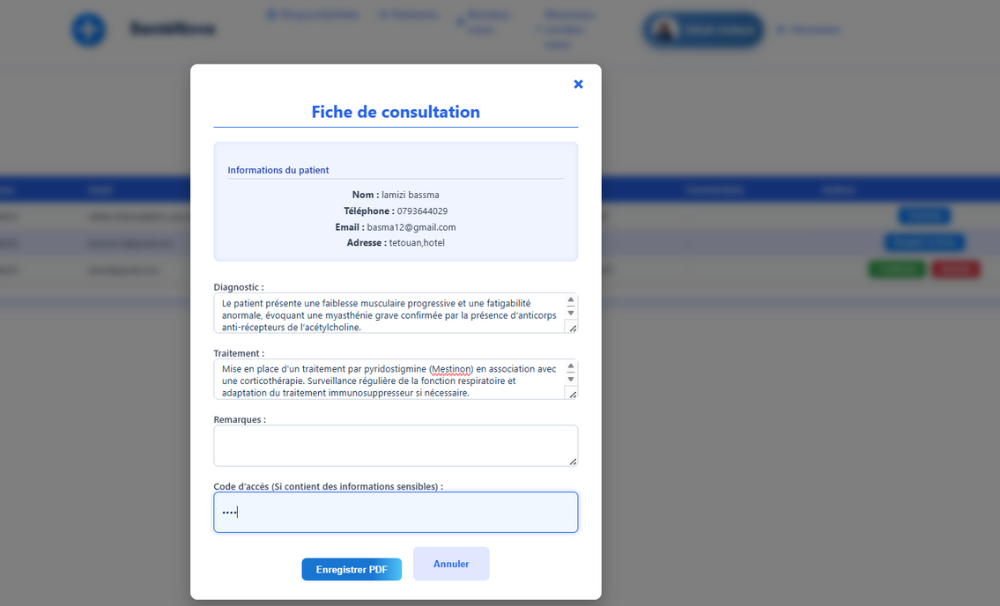 SantéNova
Fiche de consultation
Informations du patient
Nom : lamizi bassma
Téléphone : 0793644029
Email : basma12@gmail.com
Adresse : tetouan,hotel
Diagnostic :
Le patient présente une faiblesse musculaire progressive et une fatigabilité
anormale, évoquant une myasthénie grave confirmée par la présence d'anticorps
anti-récepteurs de l'acétylcholine.
Traitement :
Mise en place d'un traitement par pyridostigmine (Mestinon) en association avec
une corticothérapie. Surveillance régulière de la fonction respiratoire et
adaptation du traitement immunosuppresseur si nécessaire.
Remarques :
Code d'accès (Si contient des informations sensibles) :
••••
Enregistrer PDF
Annuler